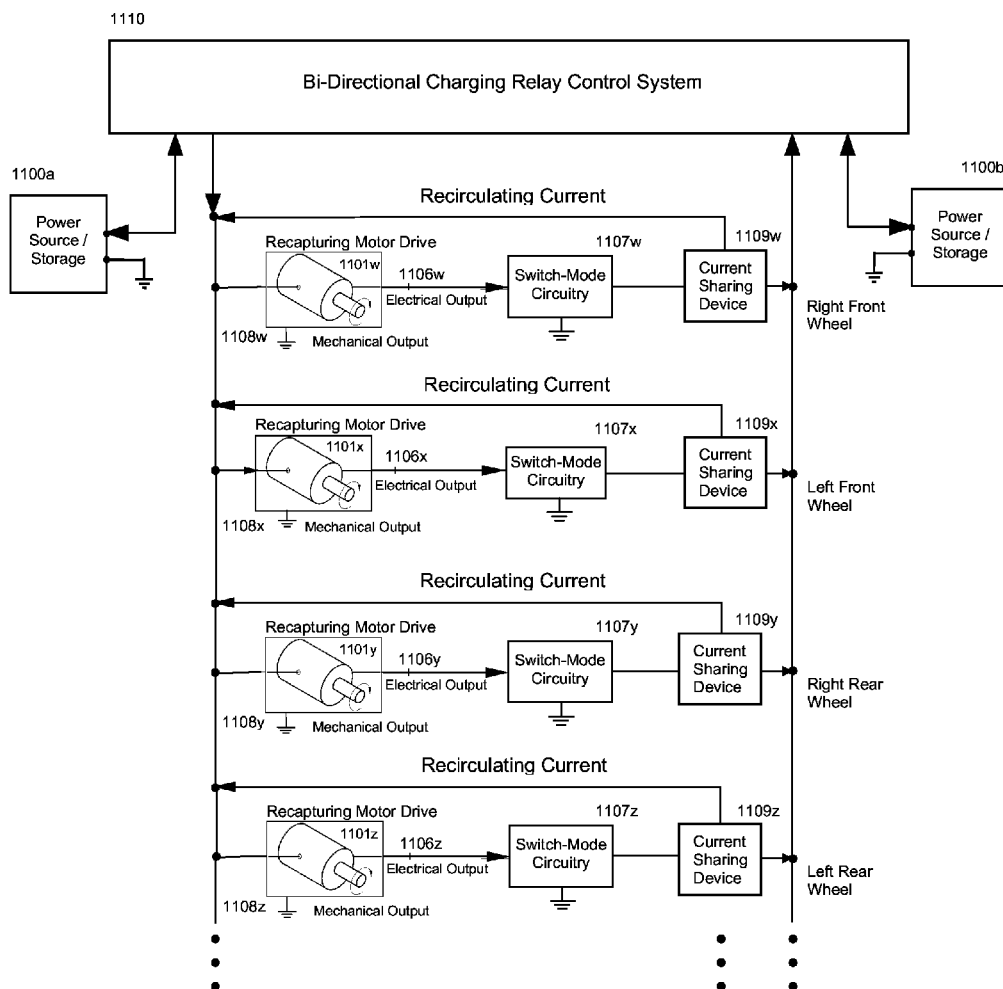 1110
Bi-Directional Charging Relay Control System
1100a
Power
Source /
Storage
1100b
Power
Source /
Storage
Recirculating Current
Recapturing Motor Drive
1101w
1106w
Electrical Output
1107w
Switch-Mode
Circuitry
1109w
Current
Sharing
Device
Right Front
Wheel
1108w
Mechanical Output
Recirculating Current
Recapturing Motor Drive
1101x
1106x
Electrical Output
1107x
Switch-Mode
Circuitry
1109x
Current
Sharing
Device
Left Front
Wheel
1108x
Mechanical Output
Recirculating Current
Recapturing Motor Drive
1101y
1106y
Electrical Output
1107y
Switch-Mode
Circuitry
1109y
Current
Sharing
Device
Right Rear
Wheel
1108y
Mechanical Output
Recirculating Current
Recapturing Motor Drive
1101z
1106z
Electrical Output
1107z
Switch-Mode
Circuitry
1109z
Current
Sharing
Device
Left Rear
Wheel
1108z
Mechanical Output